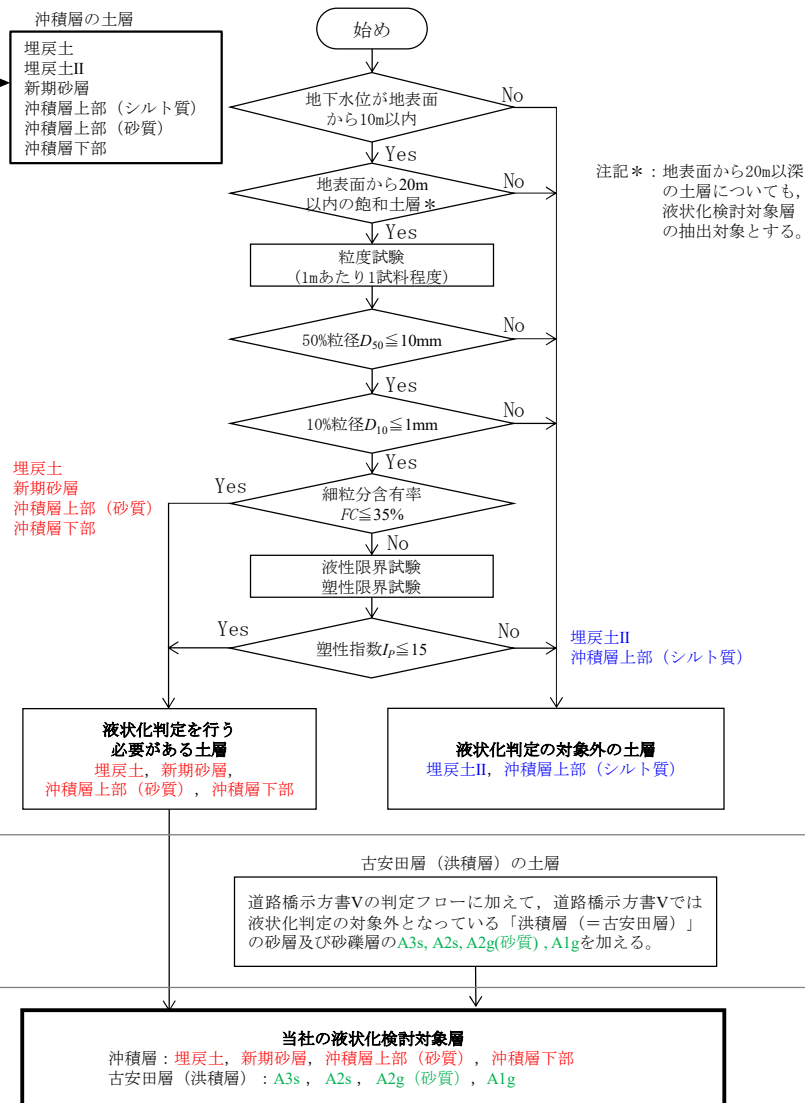 沖積層の土層
埋戻土
埋戻土II
新期砂層
沖積層上部（シルト質）
沖積層上部（砂質）
沖積層下部
始め
地下水位が地表面
から10m以内
No
Yes
地表面から20m
以内の飽和土層＊
No
Yes
注記＊：地表面から20m以深
の土層についても，
液状化検討対象層
の抽出対象とする。
粒度試験
（1mあたり1試料程度）
50%粒径D50≦10mm
No
Yes
10%粒径D10≦1mm
No
Yes
埋戻土
新期砂層
沖積層上部（砂質）
沖積層下部
Yes
細粒分含有率
FC≦35%
No
液性限界試験
塑性限界試験
Yes
塑性指数IP≦15
No
埋戻土II
沖積層上部（シルト質）
液状化判定を行う
必要がある土層
埋戻土，新期砂層，
沖積層上部（砂質），沖積層下部
液状化判定の対象外の土層
埋戻土II，沖積層上部（シルト質）
古安田層（洪積層）の土層
道路橋示方書Vの判定フローに加えて，道路橋示方書Vでは
液状化判定の対象外となっている「洪積層（＝古安田層）」
の砂層及び砂礫層のA3s, A2s, A2g(砂質) , A1gを加える。
当社の液状化検討対象層
沖積層：埋戻土，新期砂層，沖積層上部（砂質），沖積層下部
古安田層（洪積層）：A3s ，A2s ，A2g（砂質），A1g